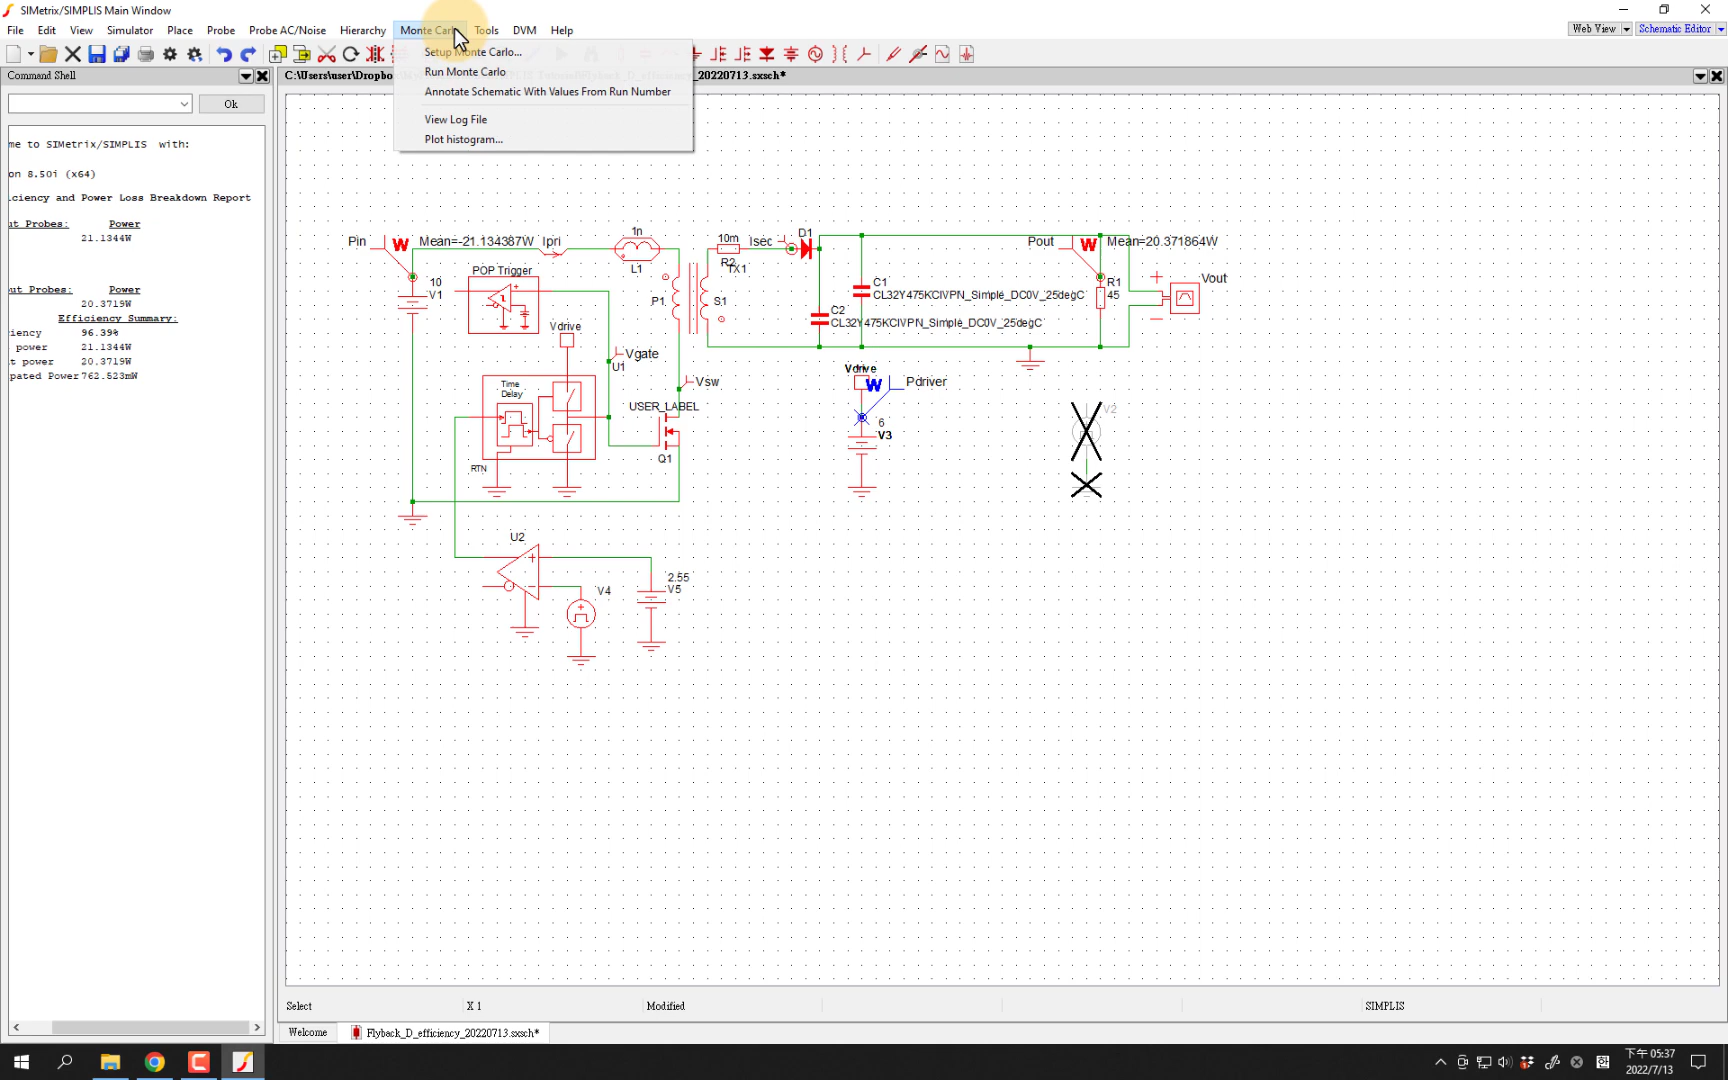 SIMetrix/SIMPLIS Main Window
File Edit View Simulator Place Probe Probe AC/Noise Hierarchy Monte Tools DVM Help
Web View Schematic Editor
Setup Monte Carlo...
Run Monte Carlo
Annotate Schematic With Values From Run Number
View Log File
Plot histogram...
Command Shell
C:\Users\user\Dropbo
_20220713.sxsch*
Ok
me to SIMetrix/SIMPLIS with:
on 8.50i (x64)
.ciency and Power Loss Breakdown Report
ut Probes: Power
21.1344W
ut Probes: Power
20.3719W
Efficiency Summary:
iency 96.39%
power 21.1344W
t power 20.3719W
pated Power 762.523mW
Pin W Mean=-21.134387W Ipri
1n
L1
10m Isec
R2
TX1
D1
Pout W Mean=20.371864W
10
V1
POP Trigger
P1
S1
C1
CL32Y475KCIVPN_Simple_DC0V_25degC
C2
CL32Y475KCIVPN_Simple_DC0V_25degC
R1
45
Vout
Vdrive
Vgate
U1
Time
Delay
RTN
Vsw
USER_LABEL
Q1
Vdrive
W Pdriver
6
V3
V2
U2
V4
2.55
V5
Select X 1 Modified SIMPLIS
Welcome Flyback_D_efficiency_20220713.sxsch*
下午 05:37
2022/7/13